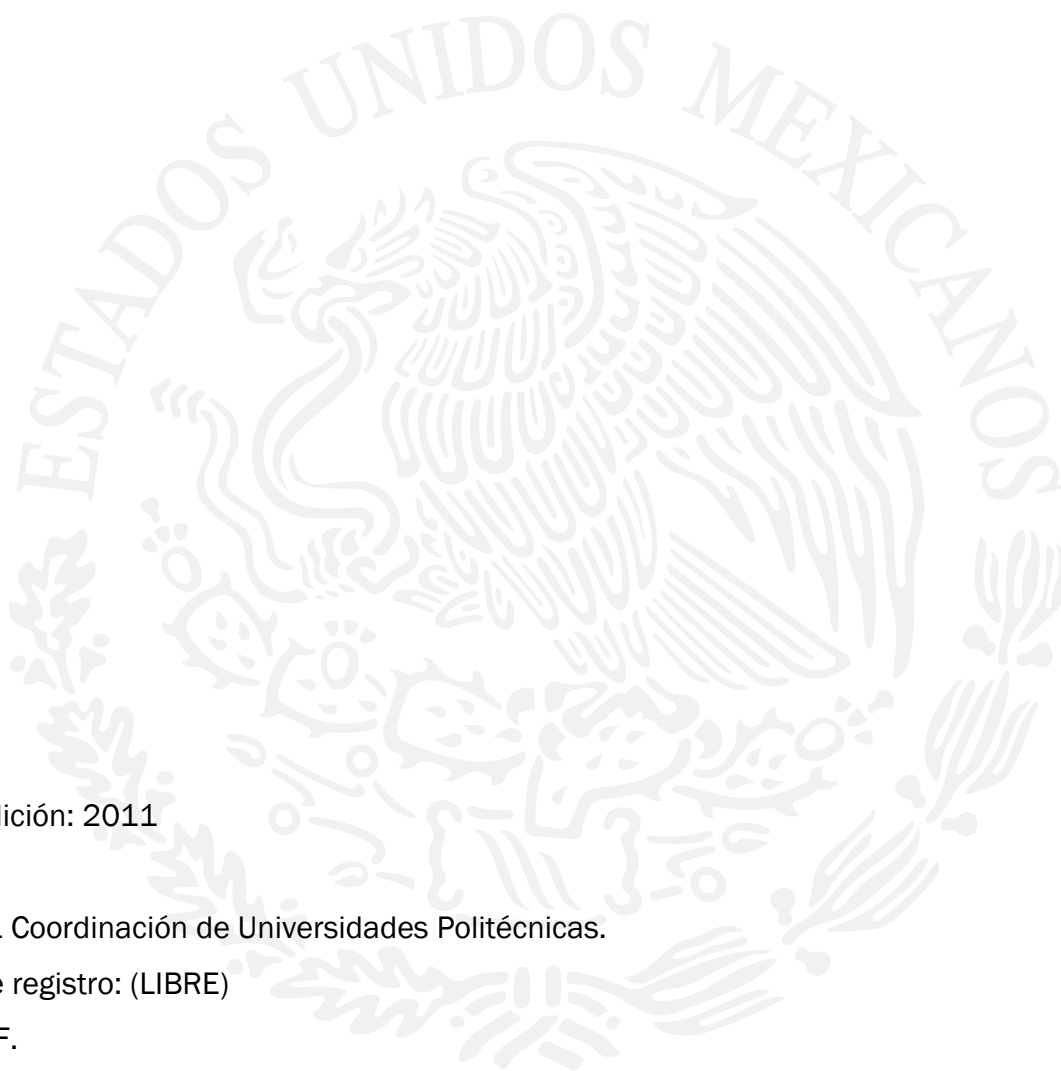 ESTADOS UNIDOS MEXICANOS
ición: 2011
Coordinación de Universidades Politécnicas.
registro: (LIBRE)
F.